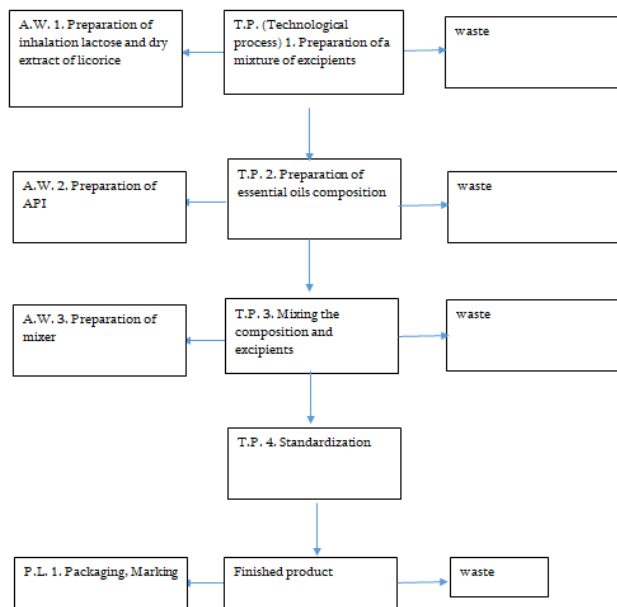 A.W. 1. Preparation of
inhalation lactose and dry
extract of licorice
T.P. (Technological
process) 1. Preparation of a
mixture of excipients
waste
A.W. 2. Preparation of
API
T.P. 2. Preparation of
essential oils composition
waste
A.W. 3. Preparation of
mixer
T.P. 3. Mixing the
composition and
excipients
waste
T.P. 4. Standardization
P.L. 1. Packaging, Marking
Finished product
waste